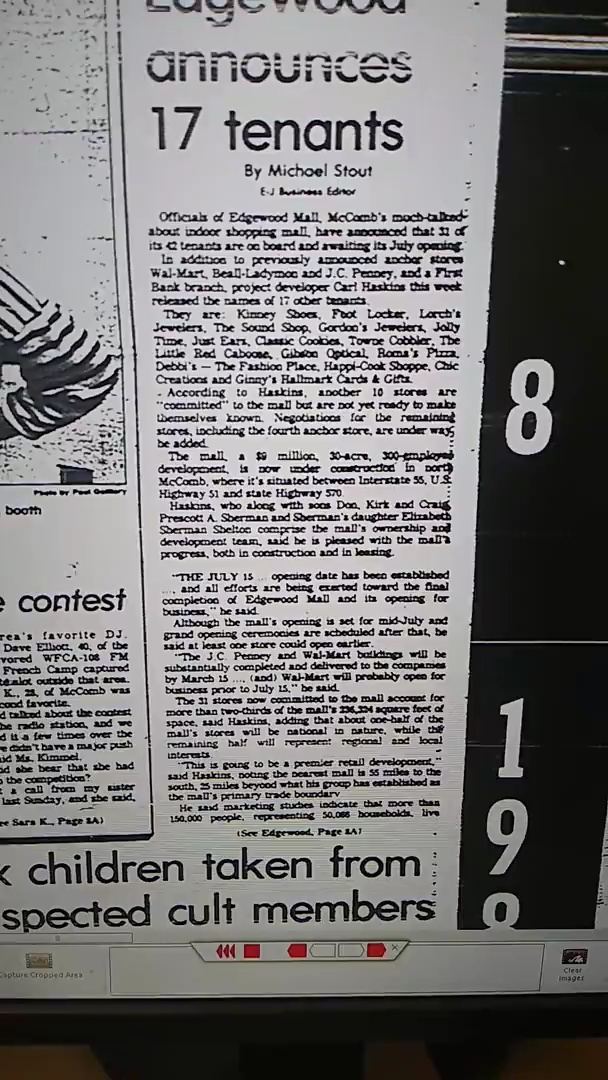 Edgewood
announces
17 tenants
By Michael Stout
E-J Business Editor
Officials of Edgewood Mall, McComb's much-talked-
about indoor shopping mall, have announced that 31 of
its 42 tenants are on board and awaiting its July opening.
In addition to previously announced anchor stores
Wal-Mart, Beall-Ladymon and J.C. Penney, and a First
Bank branch, project developer Carl Haskins this week
released the names of 17 other tenants.
They are: Kinney Shoes, Foot Locker, Lorch's
Jewelers, The Sound Shop, Gordon's Jewelers, Jolly
Time, Just Ears, Classic Cookies, Towne Cobbler, The
Little Red Caboose, Gibson Optical, Roma's Pizza,
Debbi's — The Fashion Place, Happi-Cook Shoppe, Chic
Creations and Ginny's Hallmark Cards & Gifts.
According to Haskins, another 10 stores are
"committed" to the mall but are not yet ready to make
themselves known. Negotiations for the remaining
stores, including the fourth anchor store, are under way,
he added.
The mall, a $9 million, 30-acre, 300-employee
development, is now under construction in north
McComb, where it's situated between Interstate 55, U.S.
Highway 51 and state Highway 570.
Haskins, who along with sons Don, Kirk and Craig,
Prescott A. Sherman and Sherman's daughter Elizabeth
Sherman Shelton comprise the mall's ownership and
development team, said he is pleased with the mall's
progress, both in construction and in leasing.
"THE JULY 15 ... opening date has been established
..., and all efforts are being exerted toward the final
completion of Edgewood Mall and its opening for
business," he said.
Although the mall's opening is set for mid-July and
grand opening ceremonies are scheduled after that, he
said at least one store could open earlier.
"The J.C. Penney and Wal-Mart buildings will be
substantially completed and delivered to the companies
by March 15 ..., (and) Wal-Mart will probably open for
business prior to July 15," he said.
The 31 stores now committed to the mall account for
more than two-thirds of the mall's square feet of
space, said Haskins, adding that about one-half of the
mall's stores will be national in nature, while the
remaining half will represent regional and local
interests.
"This is going to be a premier retail development,"
said Haskins, noting the nearest mall is 55 miles to the
south, 25 miles beyond what his group has established as
the mall's primary trade boundary.
He said marketing studies indicate that more than
150,000 people, representing households, live
(See Edgewood, Page 2A)
Photo by Paul
booth
e contest
rea's favorite DJ.
Dave Elliott, 40, of the
vored WFCA-108 FM
French Camp captured
outside that area.
K., 28, of McComb was
cond favorite.
d talked about the contest
he radio station, and we
d it a few times over the
e didn't have a major push
id Ms. Kimmel.
d she bear that she had
the competition?
t a call from my sister
last Sunday, and she said,
ee Sara K., Page 8A)
k children taken from
spected cult members
8
1
9
8
Capture Cropped Area
Clear
Images